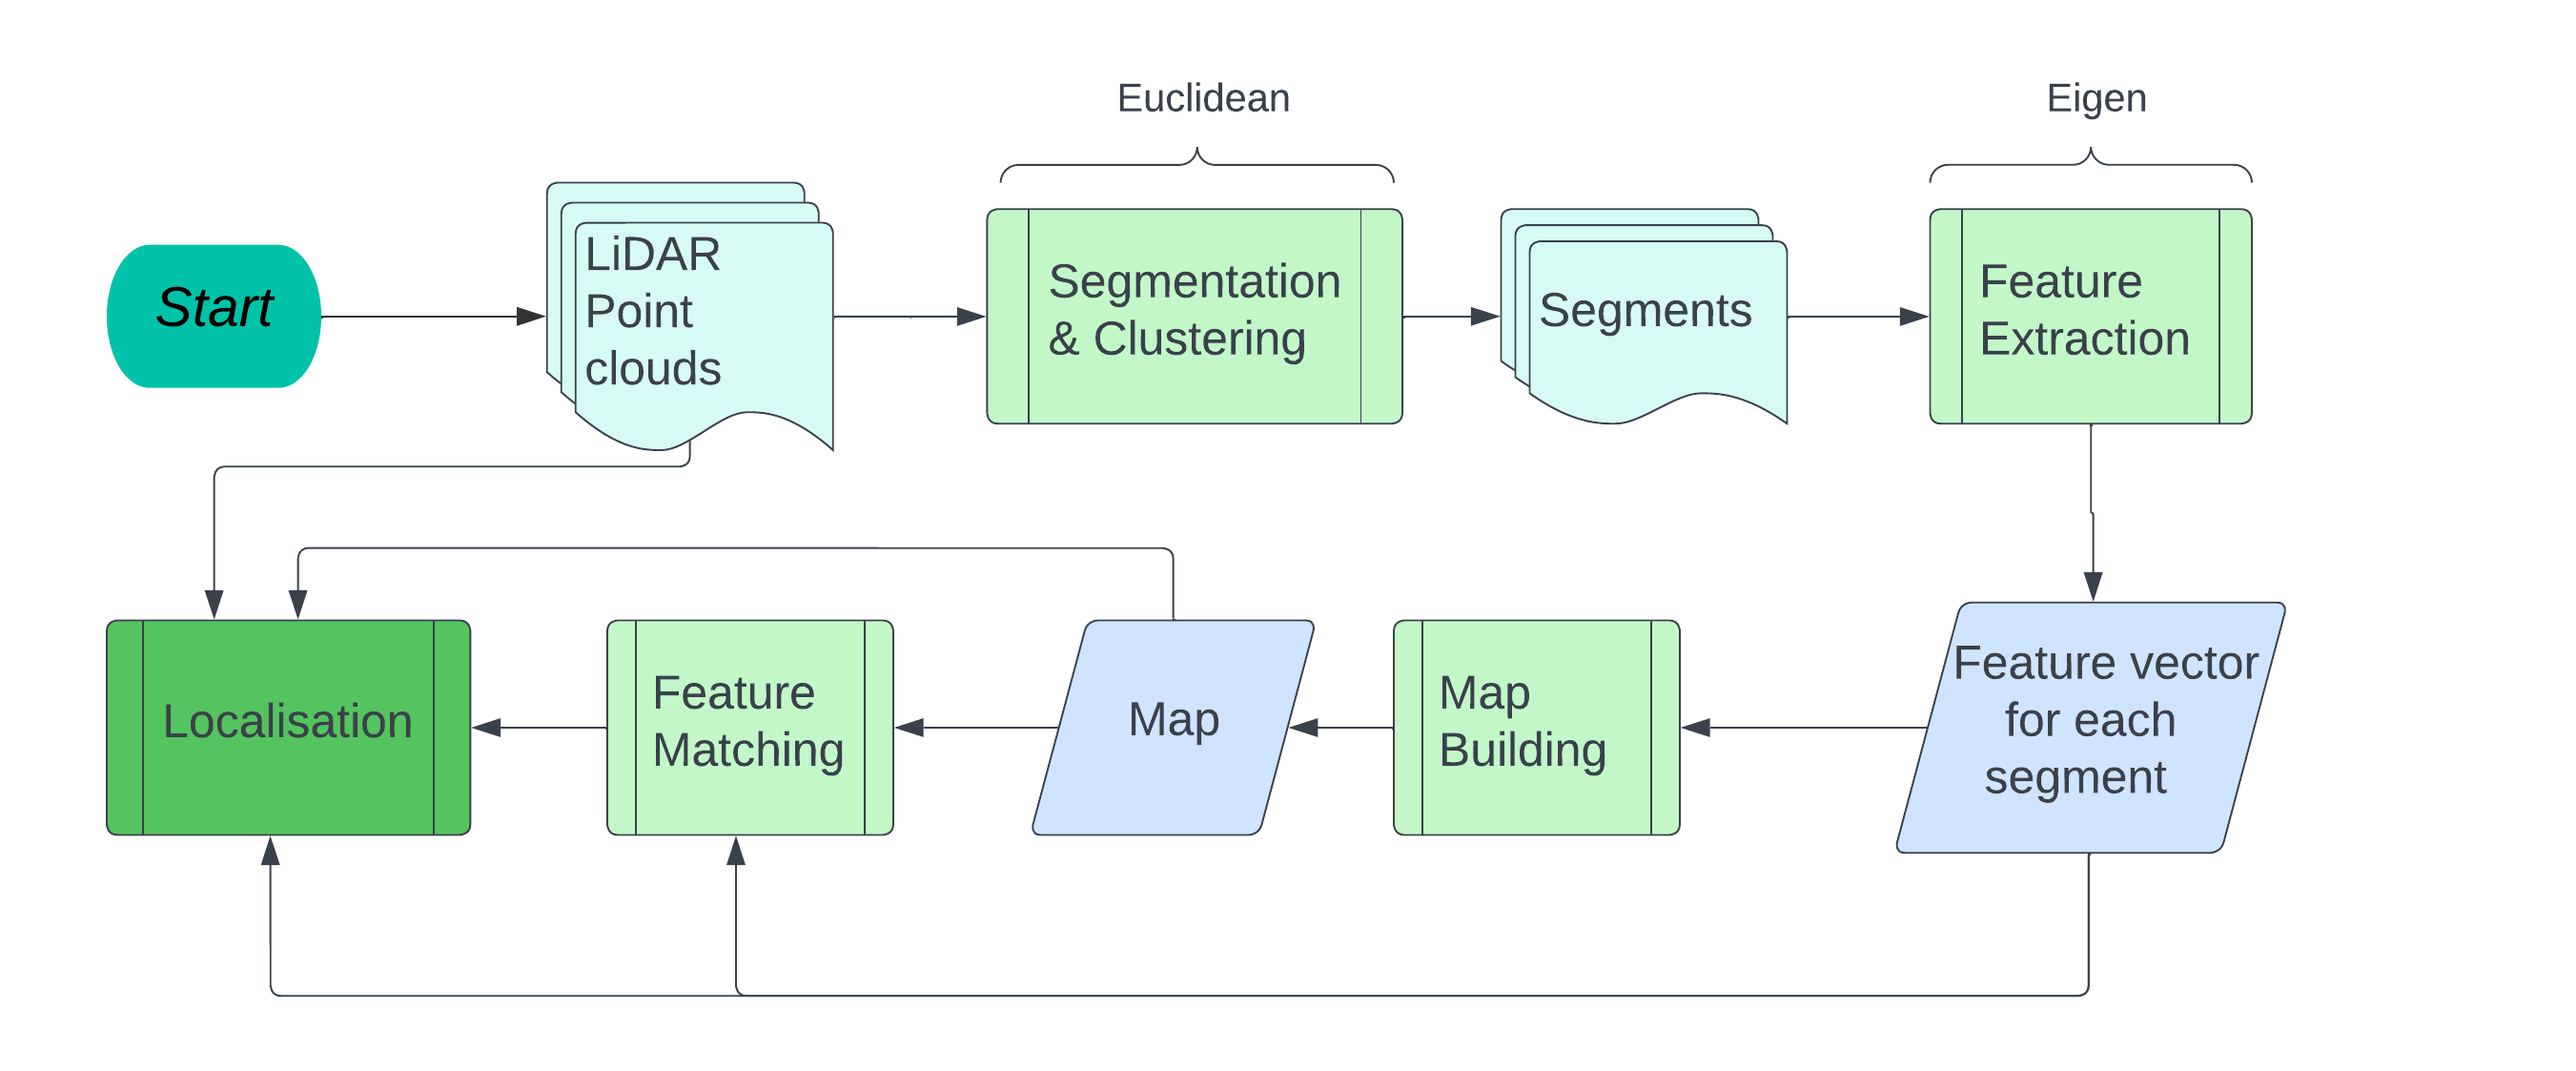 Euclidean
Eigen
Start
LiDAR
Point
clouds
Segmentation
& Clustering
Segments
Feature
Extraction
Localisation
Feature
Matching
Map
Map
Building
Feature vector
for each
segment